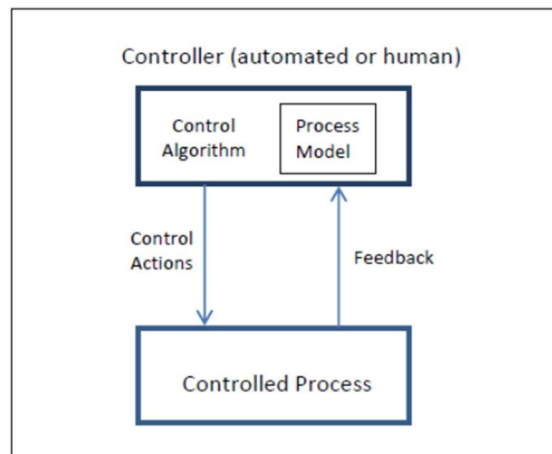 Controller (automated or human)
Control
Algorithm
Process
Model
Control
Actions
Feedback
Controlled Process